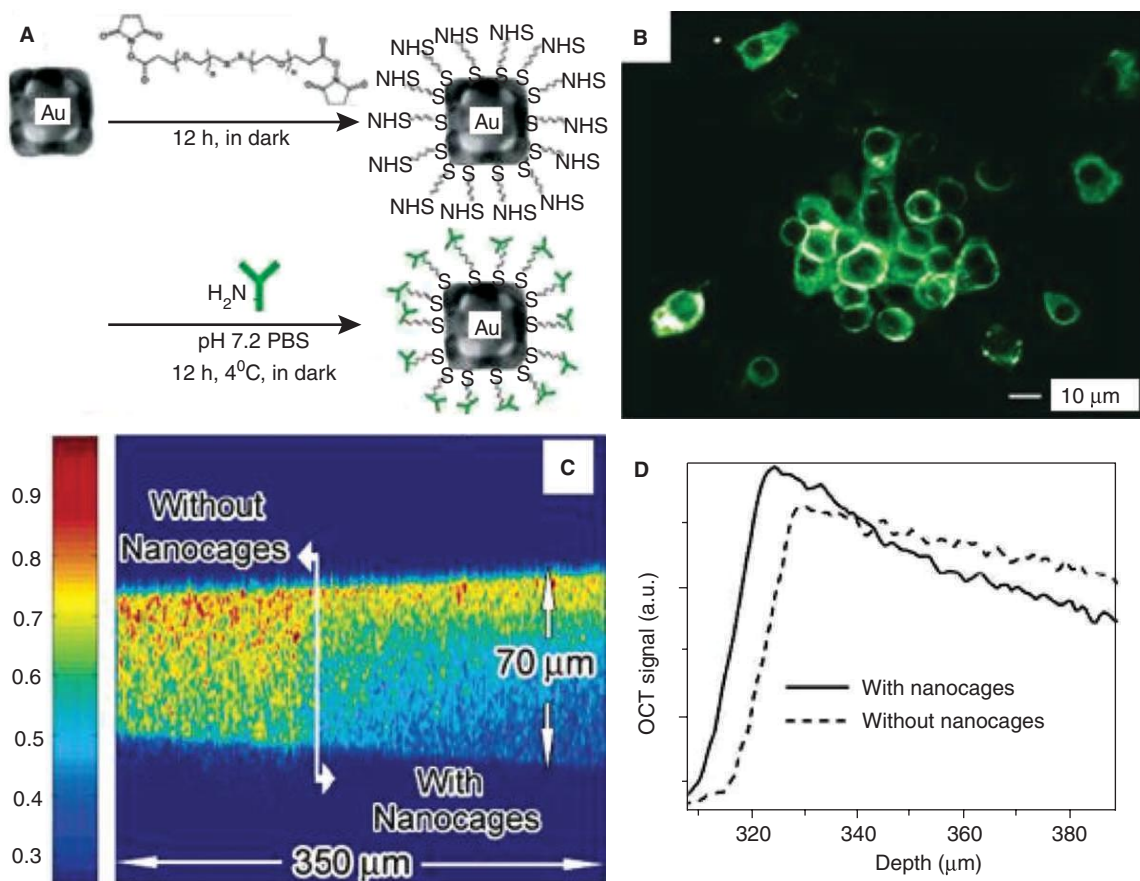 A
Au
12 h, in dark
NHS
NHS
NHS
NHS
NHS
NHS
NHS
NHS
NHS
NHS
NHS
NHS
NHS
NHS
S
S
S
S
S
S
S
S
S
S
S
S
Au
H2N
pH 7.2 PBS
12 h, 4⁰C, in dark
S
S
S
S
S
S
S
S
S
S
S
S
Au
B
10 μm
C
0.9
0.8
0.7
0.6
0.5
0.4
0.3
Without
Nanocages
70 μm
With
Nanocages
350 μm
D
OCT signal (a.u.)
With nanocages
Without nanocages
320
340
360
380
Depth (μm)